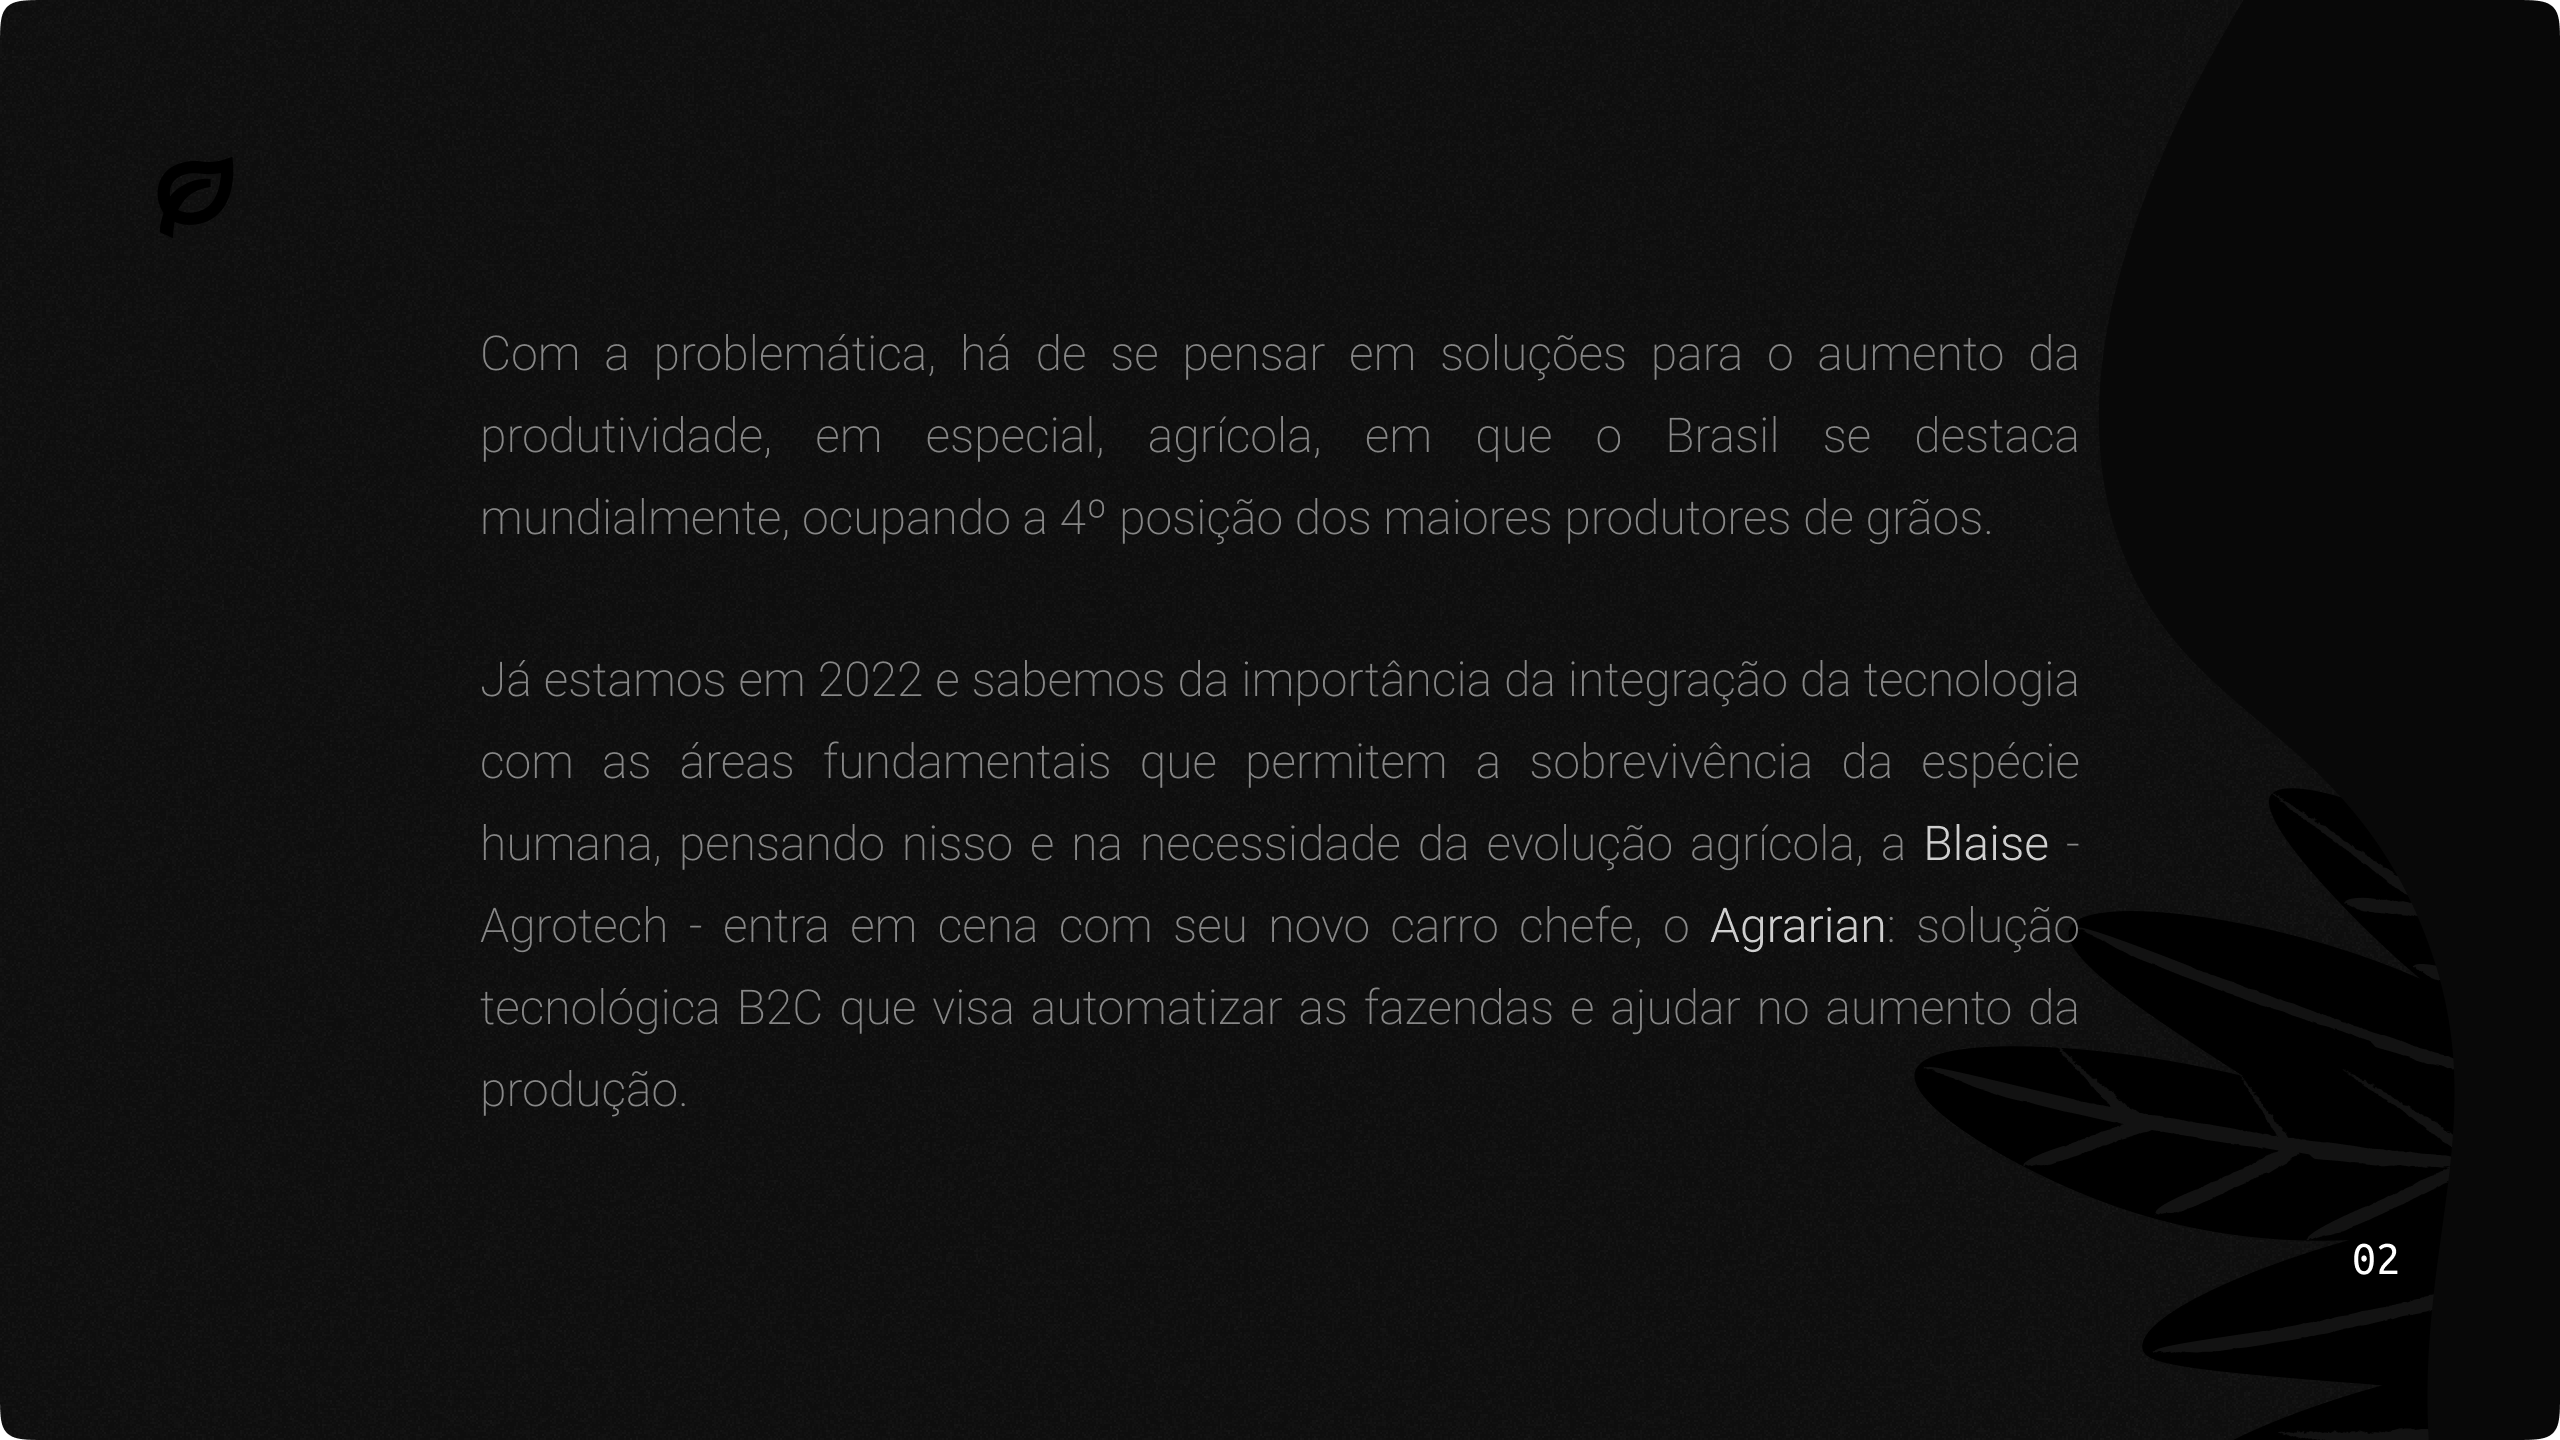 Com a problemática, há de se pensar em soluções para o aumento da
produtividade, em especial, agrícola, em que o Brasil se destaca
mundialmente, ocupando a 4º posição dos maiores produtores de grãos.
Já estamos em 2022 e sabemos da importância da integração da tecnologia
com as áreas fundamentais que permitem a sobrevivência da espécie
humana, pensando nisso e na necessidade da evolução agrícola, a Blaise -
Agrotech - entra em cena com seu novo carro chefe, o Agrarian: solução
tecnológica B2C que visa automatizar as fazendas e ajudar no aumento da
produção.
02